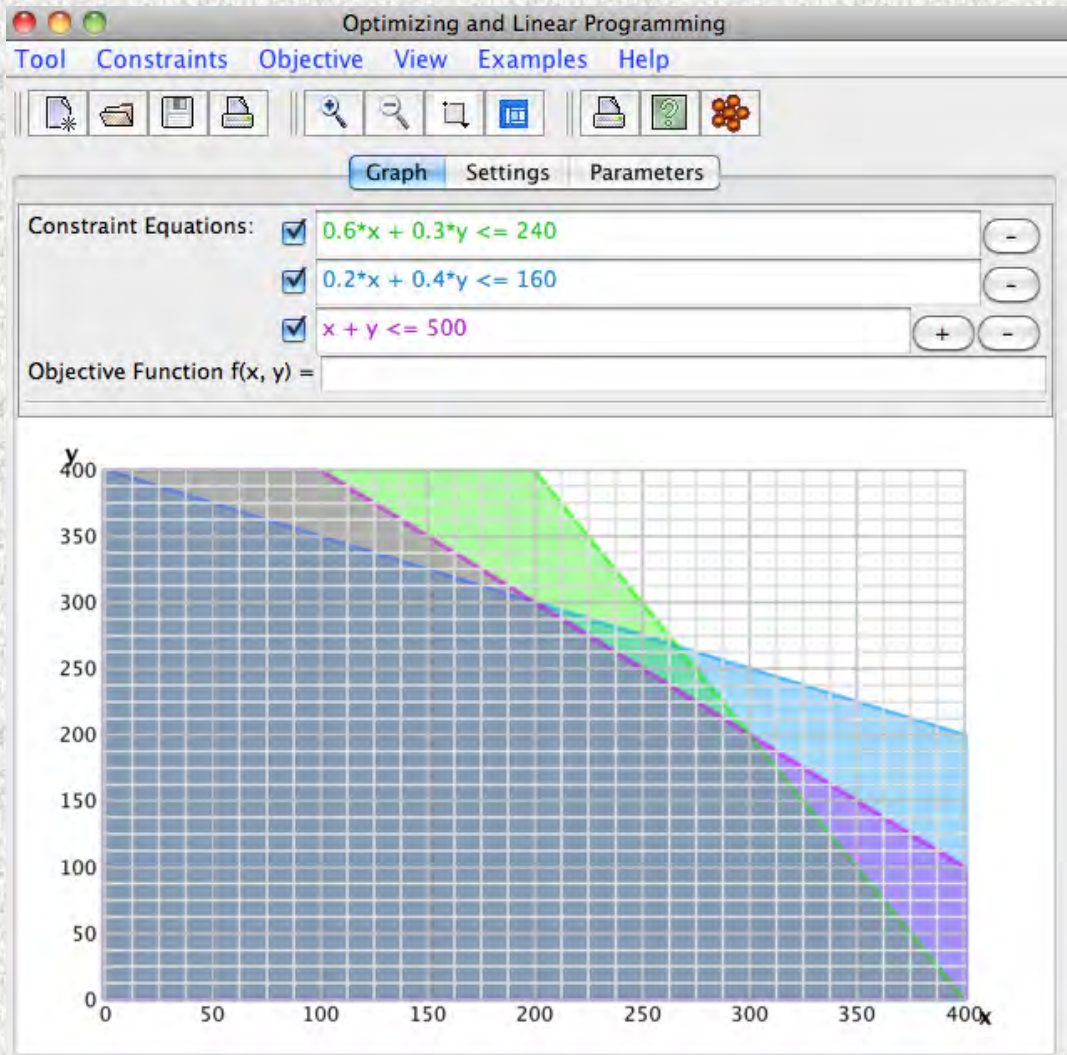 Optimizing and Linear Programming
Tool Constraints Objective View Examples Help
Graph Settings Parameters
Constraint Equations: 0.6*x + 0.3*y <= 240 -
0.2*x + 0.4*y <= 160 -
x + y <= 500 + -
Objective Function f(x, y) =
y
400
350
300
250
200
150
100
50
0
0 50 100 150 200 250 300 350 400 x